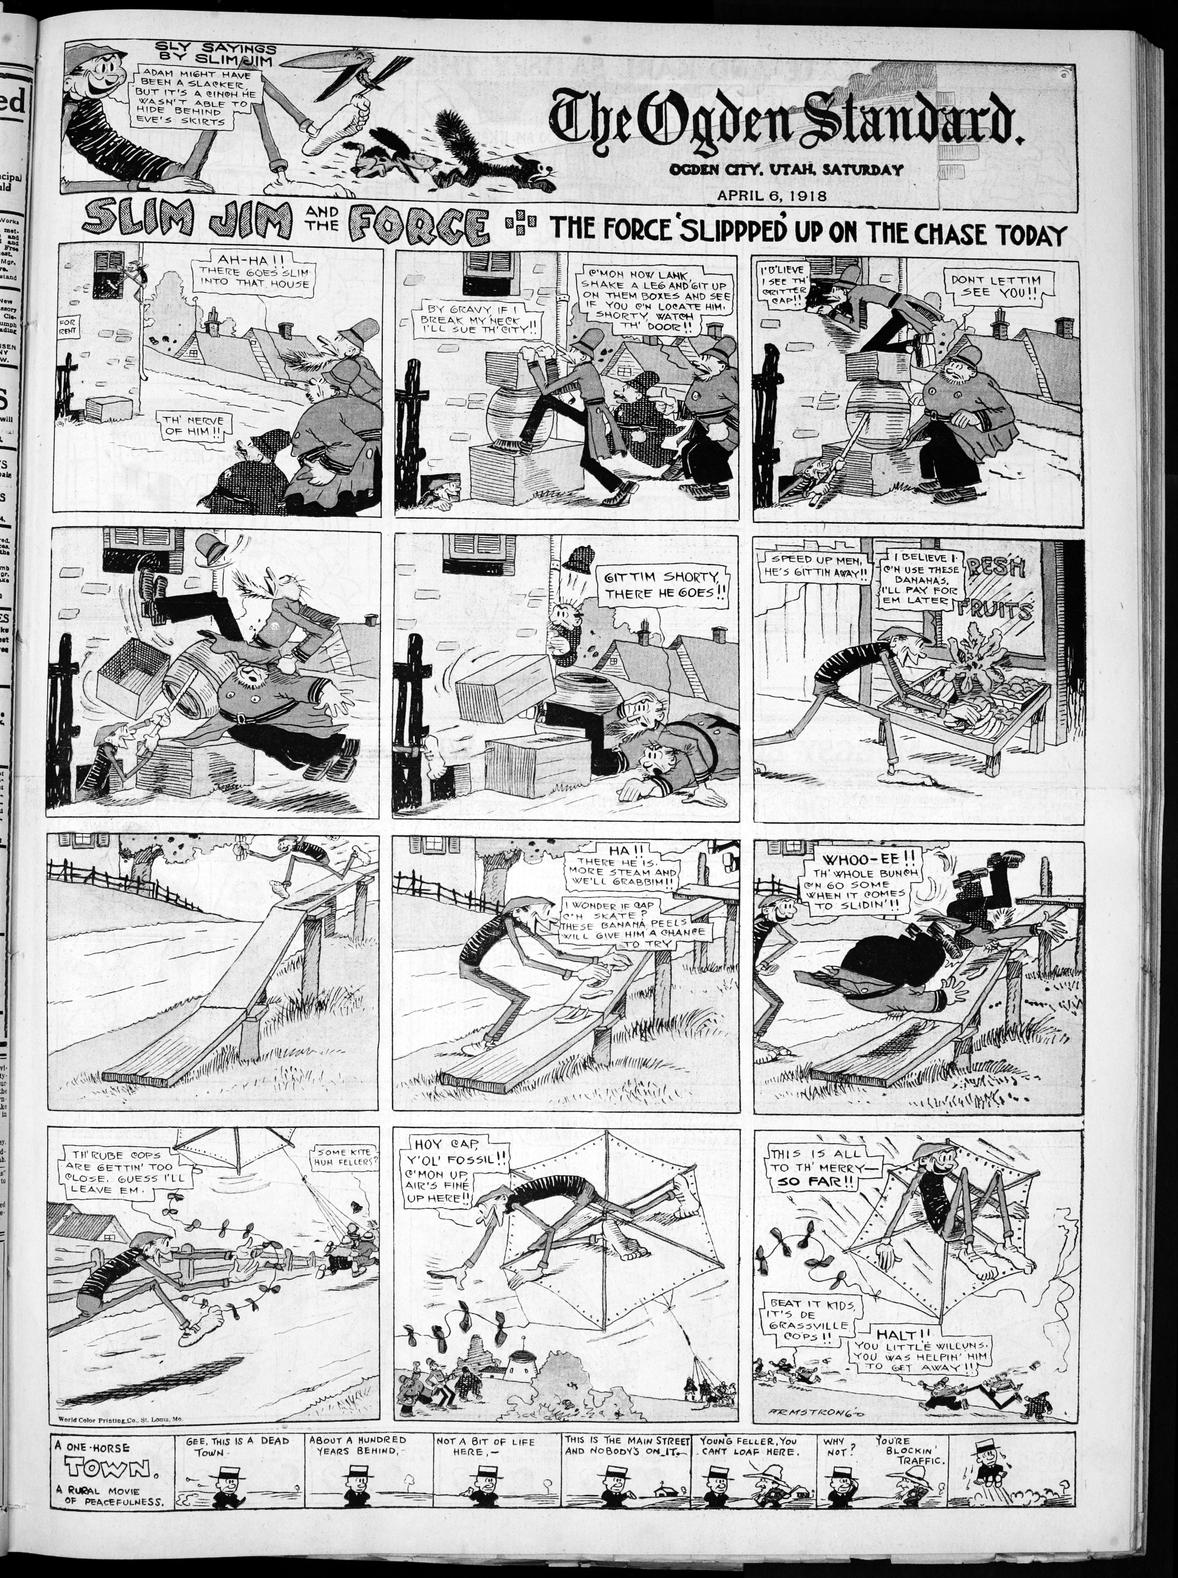 SLY SAYINGS
BY SLIM JIM
ADAM MIGHT HAVE
BEEN A SLACKER,
BUT IT'S A CINCH HE
WASN'T ABLE TO
HIDE BEHIND
EVE'S SKIRTS
The Ogden Standard.
OGDEN CITY, UTAH, SATURDAY
APRIL 6, 1918
SLIM JIM AND THE FORCE
THE FORCE 'SLIPPPED' UP ON THE CHASE TODAY
AH-HA!!
THERE GOES SLIM
INTO THAT HOUSE
FOR
RENT
TH' NERVE
OF HIM!!
BY GRAVY, IF I
BREAK MY NECK
I'LL SUE TH' CITY!!
C'MON NOW LANK,
SHAKE A LEG AND GIT UP
ON THEM BOXES AND SEE
IF YOU C'N LOCATE HIM.
SHORTY, WATCH
TH' DOOR!!
I B'LIEVE
I SEE TH'
CRITTER
CAP!!
DONT LETTIM
SEE YOU!!
GITTIM SHORTY,
THERE HE GOES!!
SPEED UP MEN,
HE'S GITTIN AWAY!!
I BELIEVE I
C'N USE THESE
BANANAS.
I'LL PAY FOR
EM LATER
RESH
FRUITS
HA!!
THERE HE IS.
MORE STEAM AND
WE'LL GRABBIM!!
I WONDER IF CAP
C'N SKATE?
THESE BANANA PEELS
WILL GIVE HIM A CHANCE
TO TRY
WHOO-EE!!
TH' WHOLE BUNCH
C'N GO SOME
WHEN IT COMES
TO SLIDIN'!!
TH' RUBE COPS
ARE GETTIN' TOO
CLOSE. GUESS I'LL
LEAVE EM.
SOME KITE
HUH FELLERS?
World Color Printing Co., St. Louis, Mo.
HOY CAP,
Y'OL' FOSSIL!!
C'MON UP,
AIR'S FINE
UP HERE!!
THIS IS ALL
TO TH' MERRY—
SO FAR!!
BEAT IT KIDS,
IT'S DE
GRASSVILLE
COPS!!
HALT!!
YOU LITTLE WILLUNS.
YOU WAS HELPIN' HIM
TO GET AWAY!!
ARMSTRONG
A ONE-HORSE
TOWN.
A RURAL MOVIE
OF PEACEFULNESS.
GEE, THIS IS A DEAD
TOWN-
ABOUT A HUNDRED
YEARS BEHIND,-
NOT A BIT OF LIFE
HERE,-
THIS IS THE MAIN STREET
AND NOBODY'S ON IT.-
YOUNG FELLER, YOU
CAN'T LOAF HERE.
WHY
NOT?
YOU'RE
BLOCKIN'
TRAFFIC.